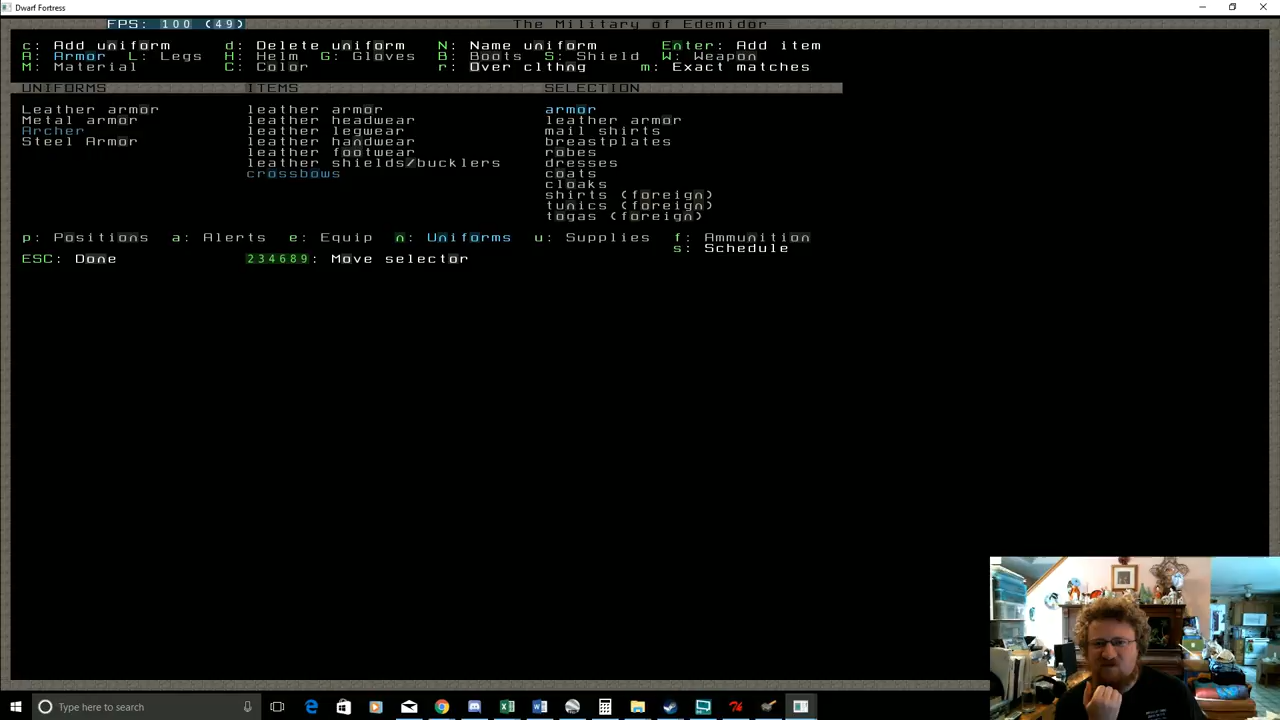 Dwarf Fortress
FPS: 100 (49) The Military of Edemidor
c: Add uniform d: Delete uniform N: Name uniform Enter: Add item
A: Armor L: Legs H: Helm G: Gloves B: Boots S: Shield W: Weapon
M: Material C: Color r: Over clthng m: Exact matches
UNIFORMS ITEMS SELECTION
Leather armor leather armor armor
Metal armor leather headwear leather armor
Archer leather legwear mail shirts
Steel Armor leather handwear breastplates
leather footwear robes
leather shields/bucklers dresses
crossbows coats
cloaks
shirts (foreign)
tunics (foreign)
togas (foreign)
p: Positions a: Alerts e: Equip n: Uniforms u: Supplies f: Ammunition
s: Schedule
ESC: Done 234689: Move selector
Type here to search